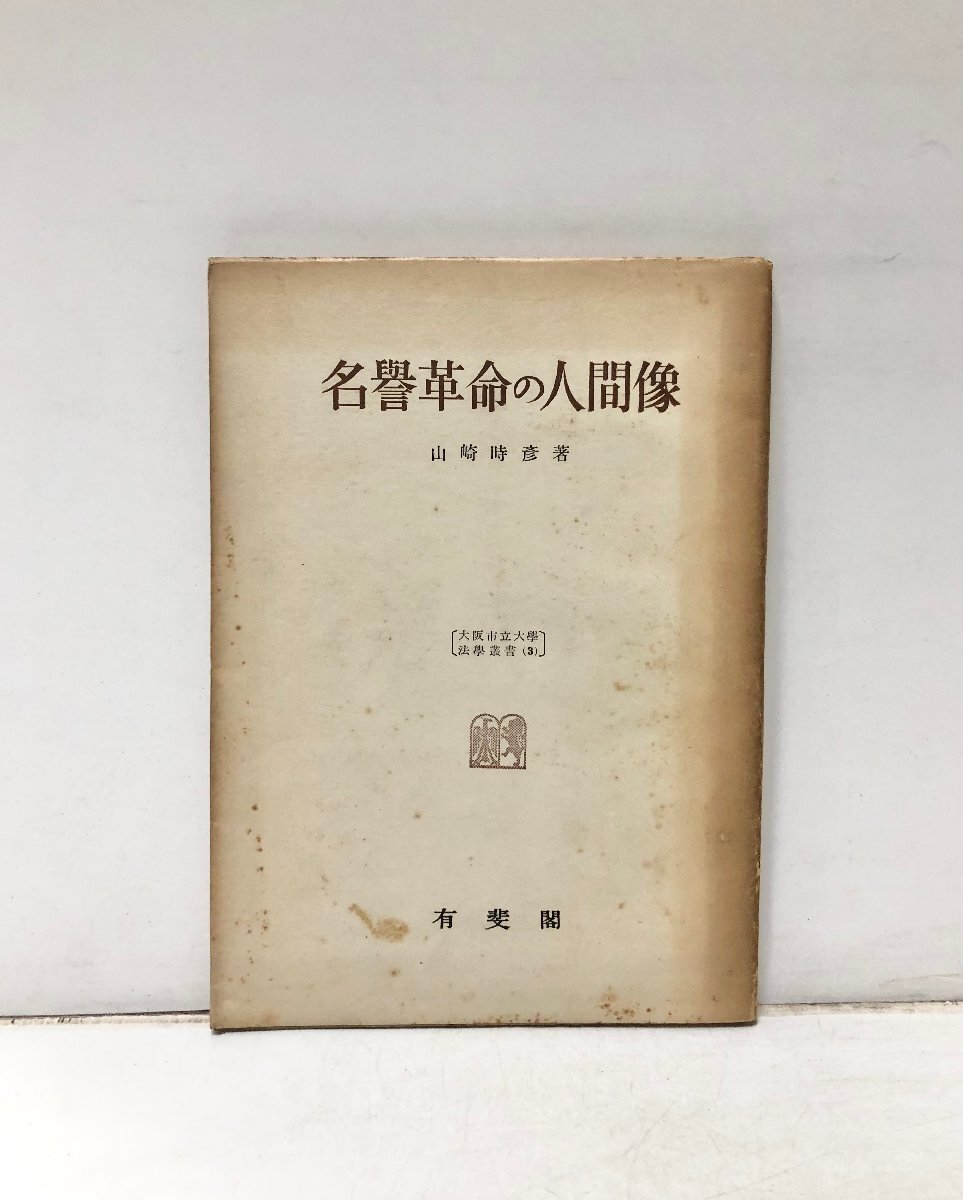 名譽革命の人間像
山崎時彥著
大阪市立大學
法學叢書(3)
有斐閣